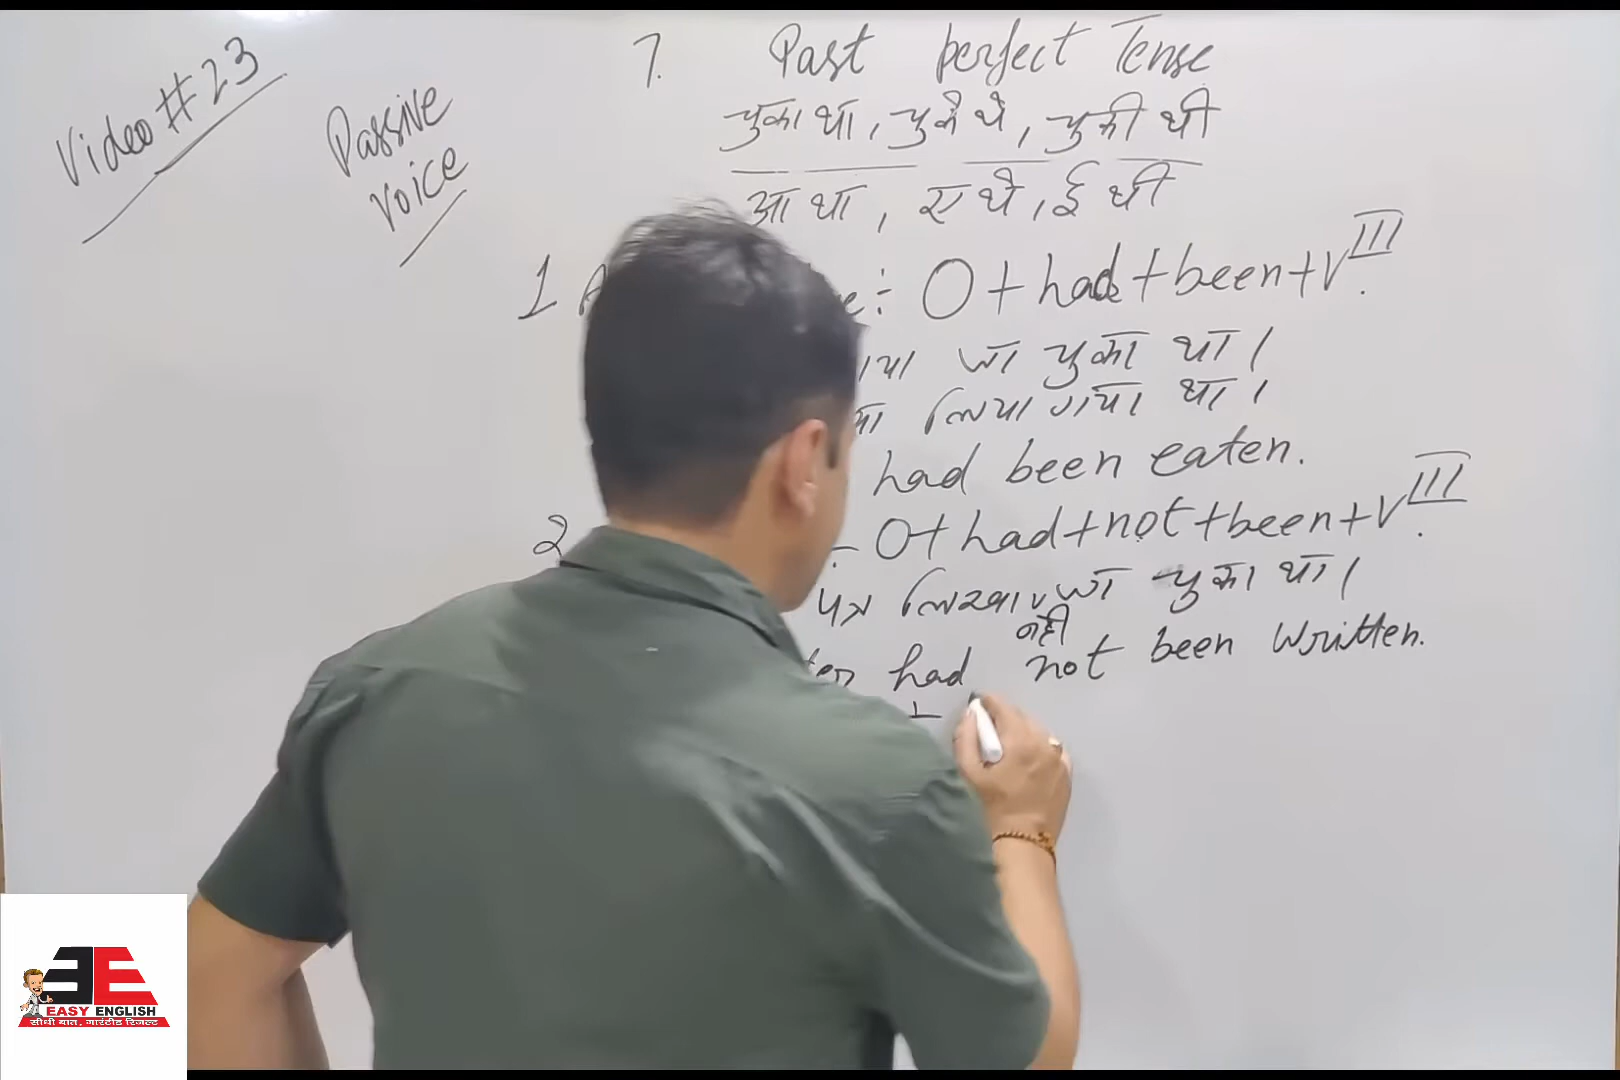 Video # 23
Passive
voice
7. Past perfect Tense
चुका था, चुके थे, चुकी थी
आ था, ए थे, ई थी
1 A
e :- O + had + been + V III.
जा चुका था।
लिया गया था।
had been eaten.
2
:- O + had + not + been + V III.
पत्र लिखा जा चुका था।
नहीं
had not been written.
EASY ENGLISH
सीधी बात, गारंटीड रिजल्ट